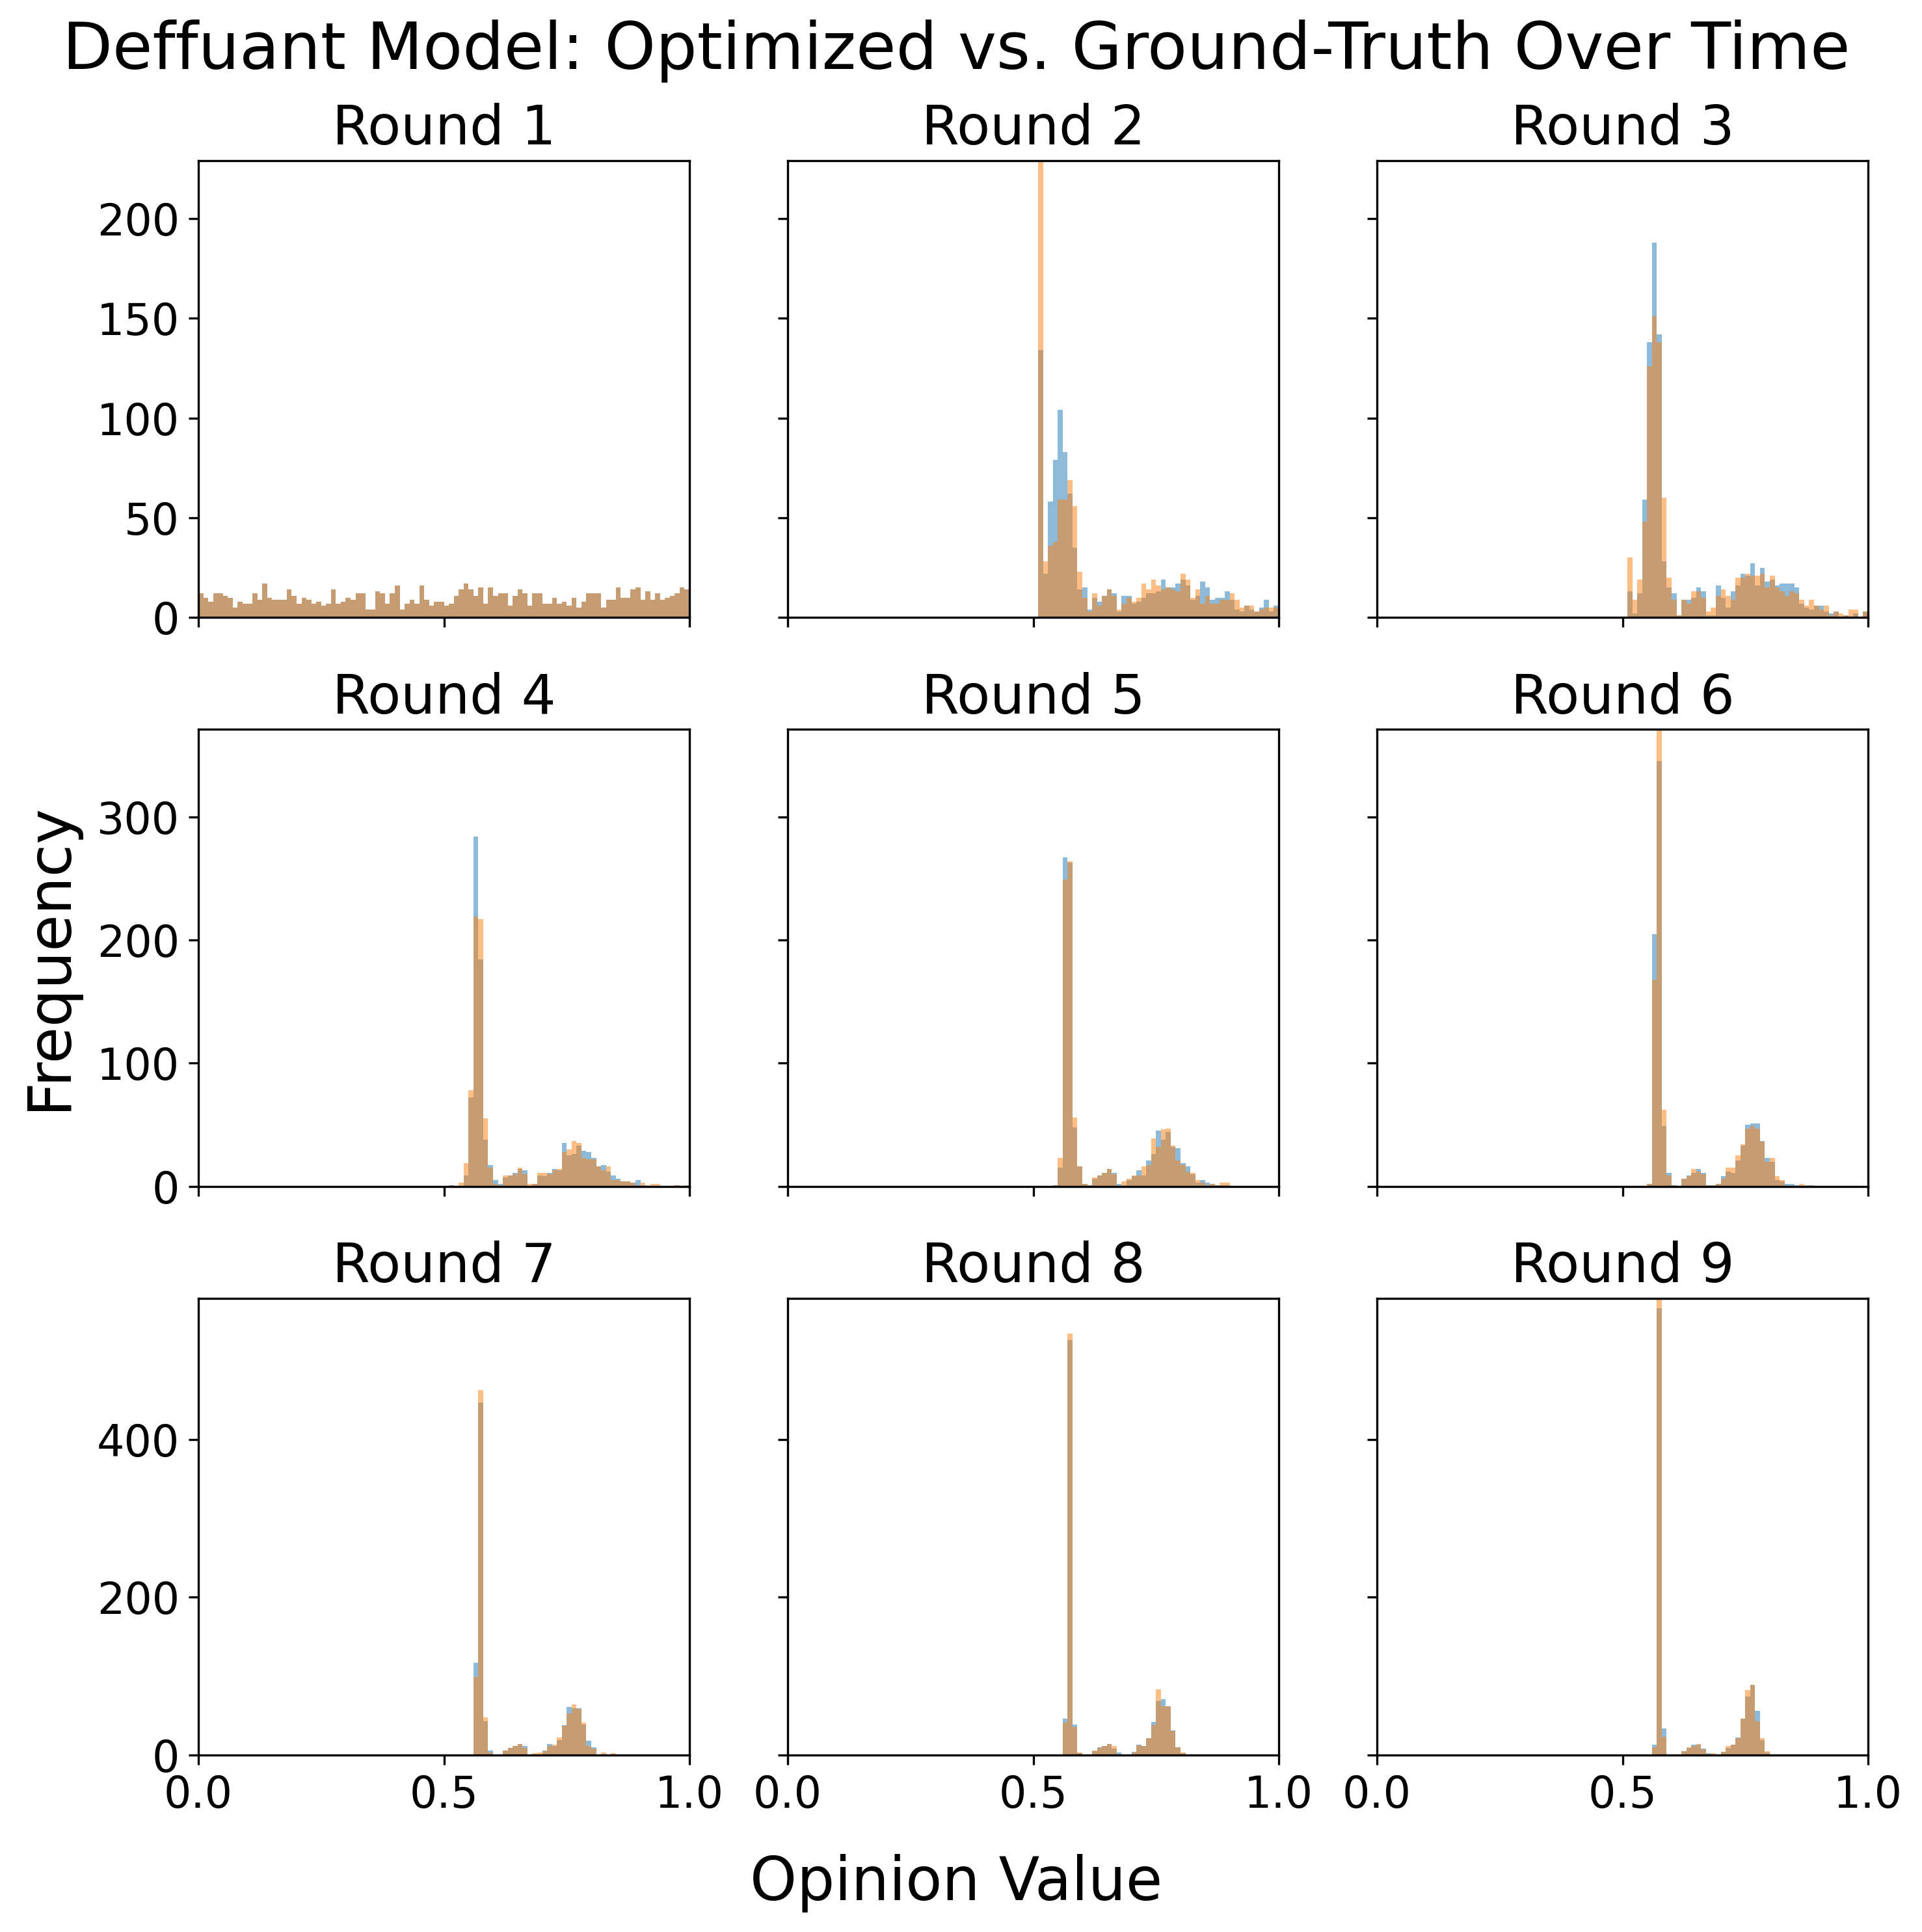 Deffuant Model: Optimized vs. Ground-Truth Over Time
Round 1
Round 2
Round 3
200
150
100
50
0
Round 4
Round 5
Round 6
Frequency
300
200
100
0
Round 7
Round 8
Round 9
400
200
0
0.0 0.5 1.0 0.0 0.5 1.0 0.0 0.5 1.0
Opinion Value